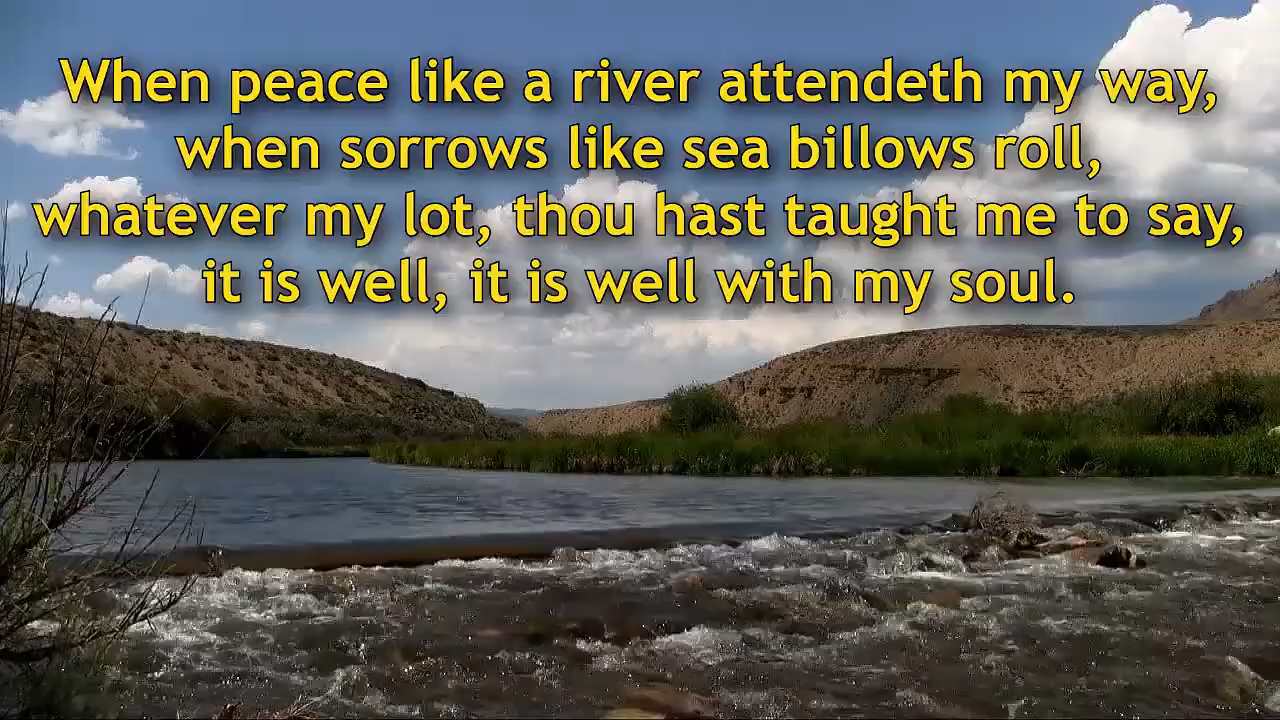 When peace like a river attendeth my way,
when sorrows like sea billows roll,
whatever my lot, thou hast taught me to say,
it is well, it is well with my soul.